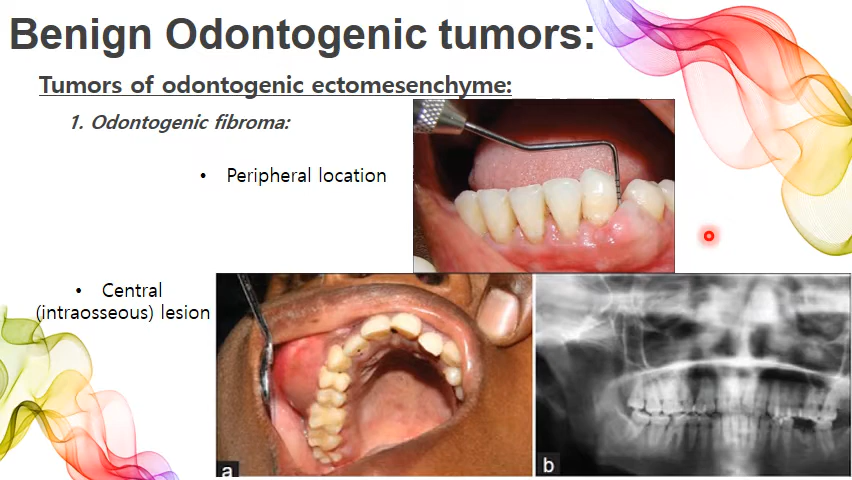 Benign Odontogenic tumors:
Tumors of odontogenic ectomesenchyme:
1. Odontogenic fibroma:
• Peripheral location
• Central
(intraosseous) lesion
a
b